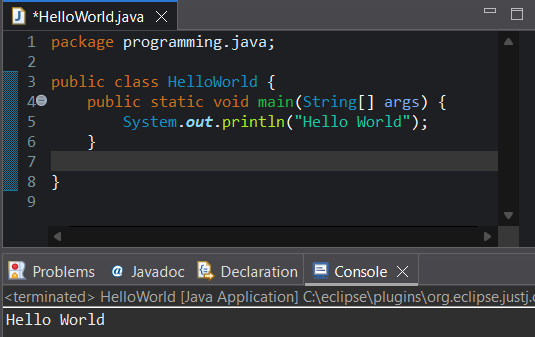 *HelloWorld.java
1 package programming.java;
2
3 public class HelloWorld {
4     public static void main(String[] args) {
5         System.out.println("Hello World");
6     }
7
8 }
9
Problems @ Javadoc Declaration Console
<terminated> HelloWorld [Java Application] C:\eclipse\plugins\org.eclipse.justj.
Hello World